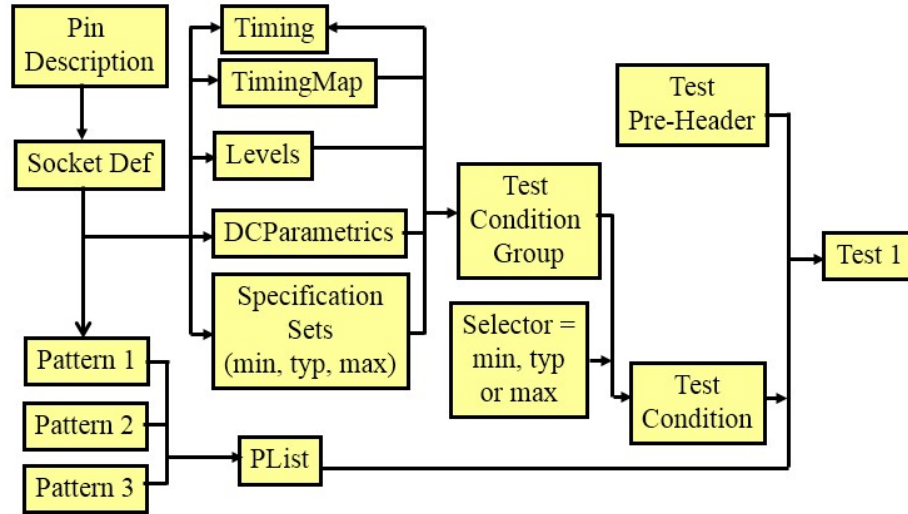 Pin
Description
Socket Def
Pattern 1
Pattern 2
Pattern 3
Timing
TimingMap
Levels
DCParametrics
Specification
Sets
(min, typ, max)
PList
Test
Condition
Group
Selector =
min, typ
or max
Test
Pre-Header
Test
Condition
Test 1